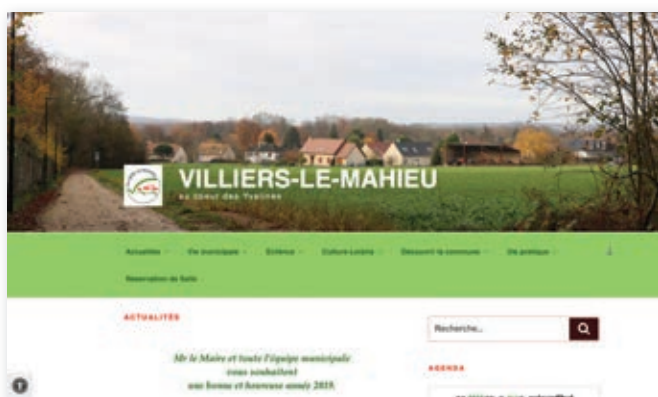 VILLIERS-LE-MAHIEU
au coeur des Yvelines
Actualités Vie municipale Enfance Culture-Loisirs Découvrir la commune Vie pratique
Réservation de Salle
ACTUALITÉS
Recherche...
Mr le Maire et toute l'équipe municipale
vous souhaitent
une bonne et heureuse année 2019.
AGENDA